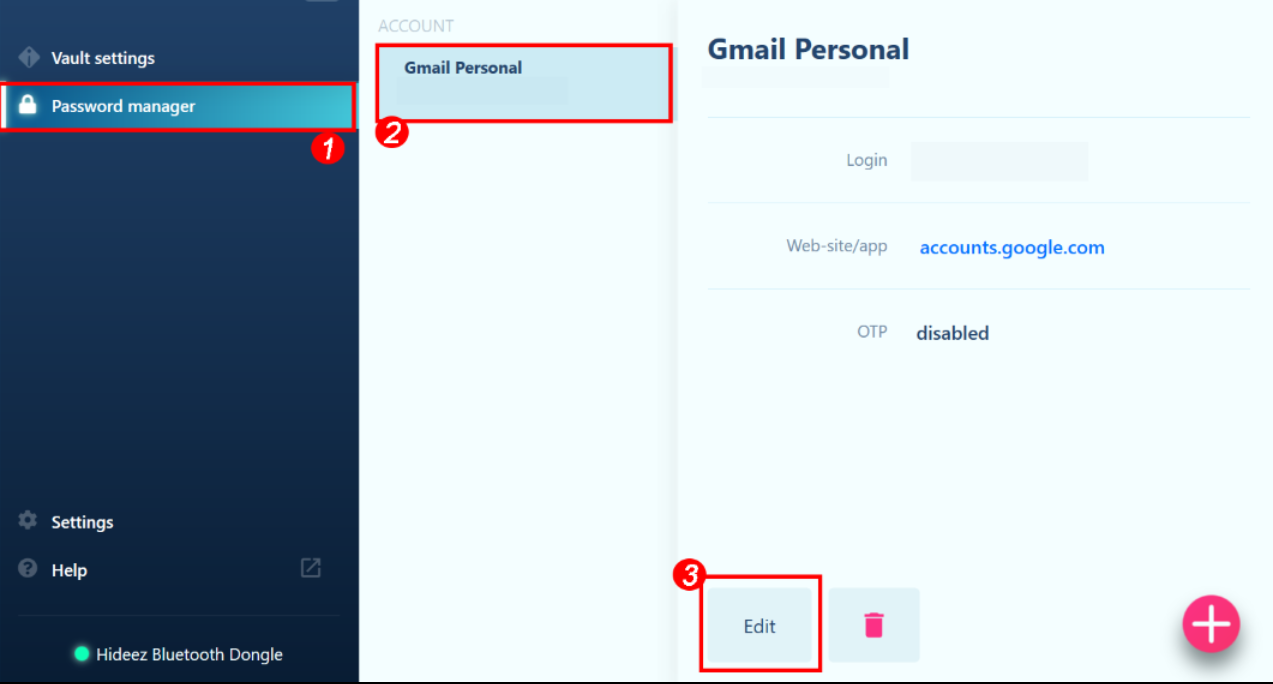 Vault settings
Password manager
1
Settings
Help
Hideez Bluetooth Dongle
ACCOUNT
Gmail Personal
2
Gmail Personal
Login
Web-site/app accounts.google.com
OTP disabled
3
Edit